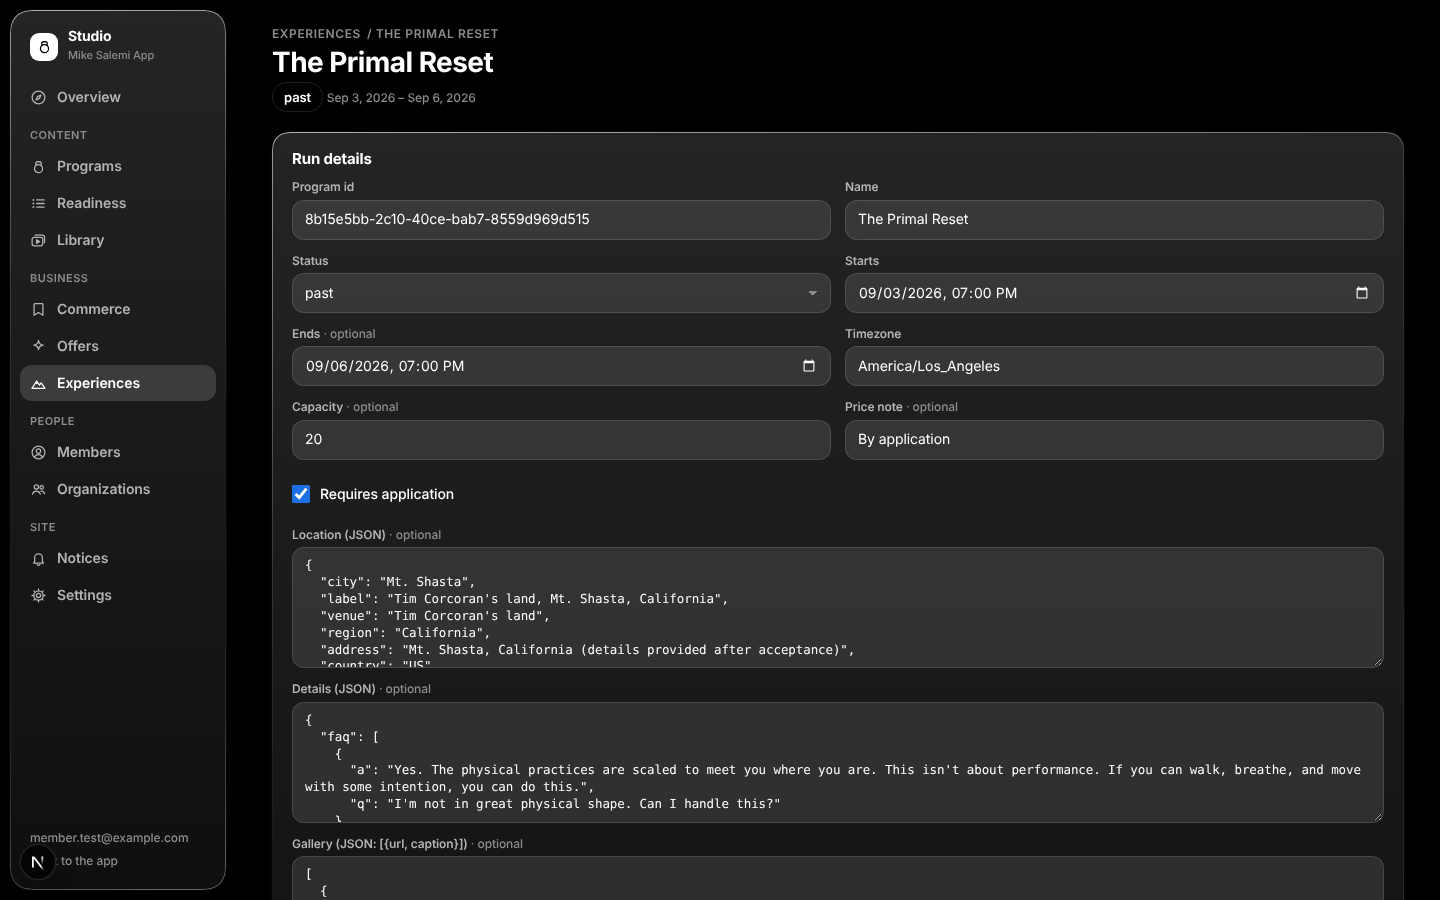 Studio
Mike Salemi App
Overview
CONTENT
Programs
Readiness
Library
BUSINESS
Commerce
Offers
Experiences
PEOPLE
Members
Organizations
SITE
Notices
Settings
member.test@example.com
to the app
N
EXPERIENCES / THE PRIMAL RESET
The Primal Reset
past Sep 3, 2026 – Sep 6, 2026
Run details
Program id
8b15e5bb-2c10-40ce-bab7-8559d969d515
Name
The Primal Reset
Status
past
Starts
09/03/2026, 07:00 PM
Ends · optional
09/06/2026, 07:00 PM
Timezone
America/Los_Angeles
Capacity · optional
20
Price note · optional
By application
Requires application
Location (JSON) · optional
{
"city": "Mt. Shasta",
"label": "Tim Corcoran's land, Mt. Shasta, California",
"venue": "Tim Corcoran's land",
"region": "California",
"address": "Mt. Shasta, California (details provided after acceptance)",
"country": "US"
Details (JSON) · optional
{
"faq": [
{
"a": "Yes. The physical practices are scaled to meet you where you are. This isn't about performance. If you can walk, breathe, and move
with some intention, you can do this.",
"q": "I'm not in great physical shape. Can I handle this?"
}
Gallery (JSON: [{url, caption}]) · optional
[
{